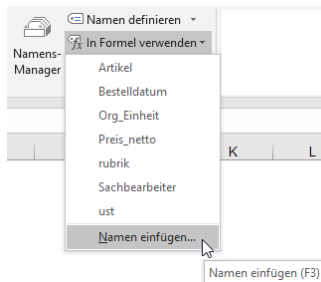 Namens-
Manager
Namen definieren
In Formel verwenden
Artikel
Bestelldatum
Org_Einheit
Preis_netto
rubrik
Sachbearbeiter
ust
Namen einfügen...
K L
Namen einfügen (F3)